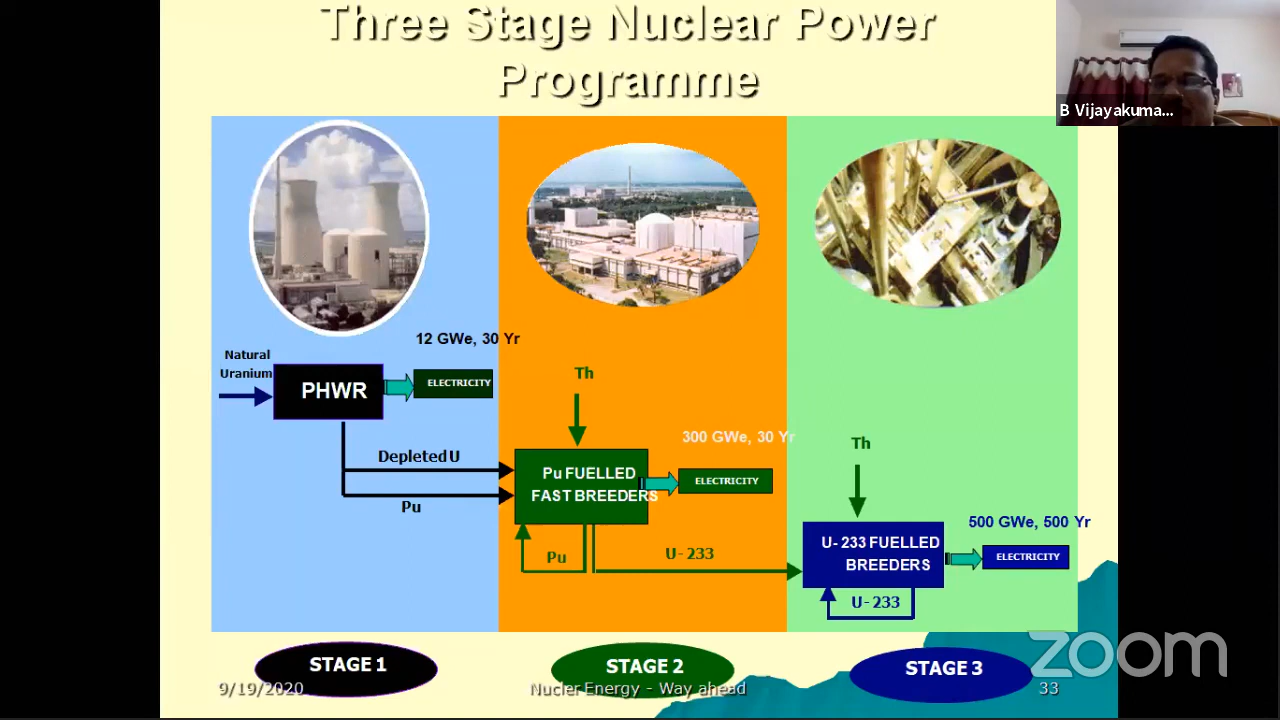 Three Stage Nuclear Power
Programme
B Vijayakuma...
12 GWe, 30 Yr
Natural
Uranium
PHWR
ELECTRICITY
Th
Depleted U
Pu
300 GWe, 30 Yr
Pu FUELLED
FAST BREEDERS
ELECTRICITY
Pu
U-233
Th
500 GWe, 500 Yr
U-233 FUELLED
BREEDERS
ELECTRICITY
U-233
STAGE 1
STAGE 2
STAGE 3
9/19/2020
Nucler Energy - Way ahead
33
zoom